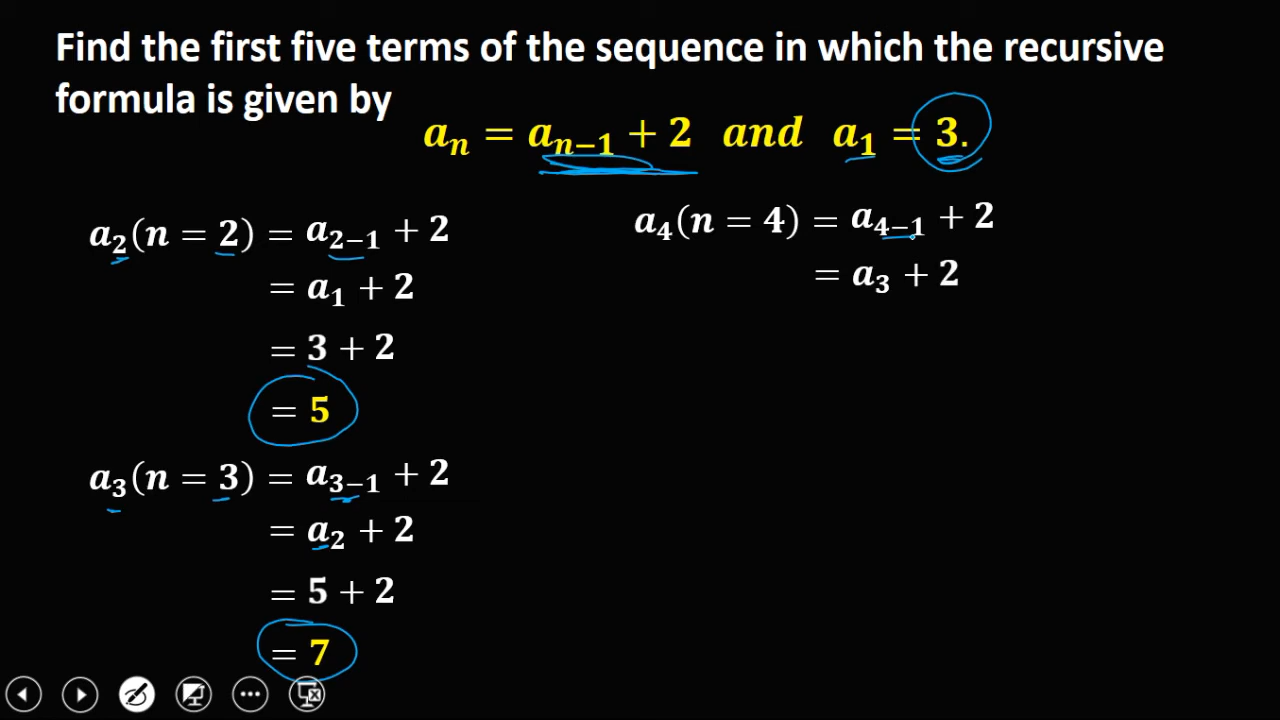 Find the first five terms of the sequence in which the recursive
formula is given by
aₙ = aₙ₋₁ + 2 and a₁ = 3.
a₂(n = 2) = a₂₋₁ + 2
= a₁ + 2
= 3 + 2
= 5
a₃(n = 3) = a₃₋₁ + 2
= a₂ + 2
= 5 + 2
= 7
a₄(n = 4) = a₄₋₁ + 2
= a₃ + 2